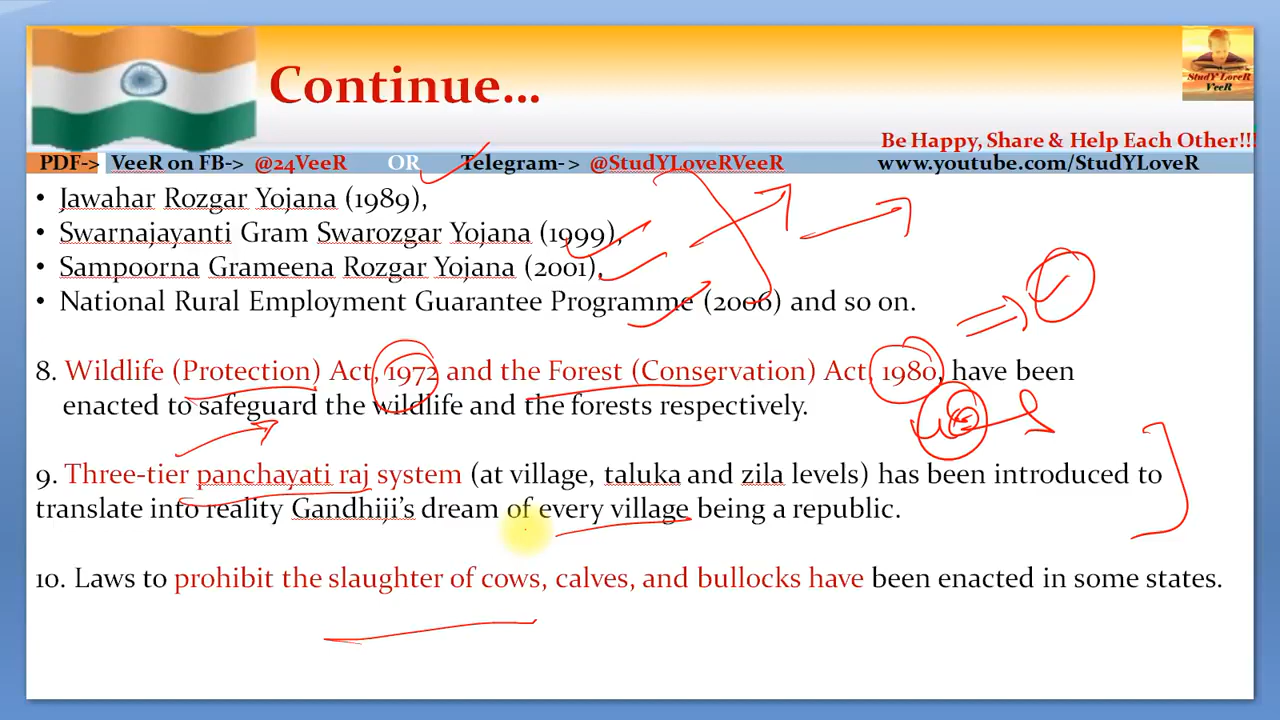 Continue...
StudY LoveR
VeeR
Be Happy, Share & Help Each Other!!!
PDF-> VeeR on FB-> @24VeeR OR Telegram-> @StudYLoveRVeeR www.youtube.com/StudYLoveR
• Jawahar Rozgar Yojana (1989),
• Swarnajayanti Gram Swarozgar Yojana (1999),
• Sampoorna Grameena Rozgar Yojana (2001),
• National Rural Employment Guarantee Programme (2006) and so on.
8. Wildlife (Protection) Act, 1972 and the Forest (Conservation) Act, 1980, have been
enacted to safeguard the wildlife and the forests respectively.
9. Three-tier panchayati raj system (at village, taluka and zila levels) has been introduced to
translate into reality Gandhiji's dream of every village being a republic.
10. Laws to prohibit the slaughter of cows, calves, and bullocks have been enacted in some states.